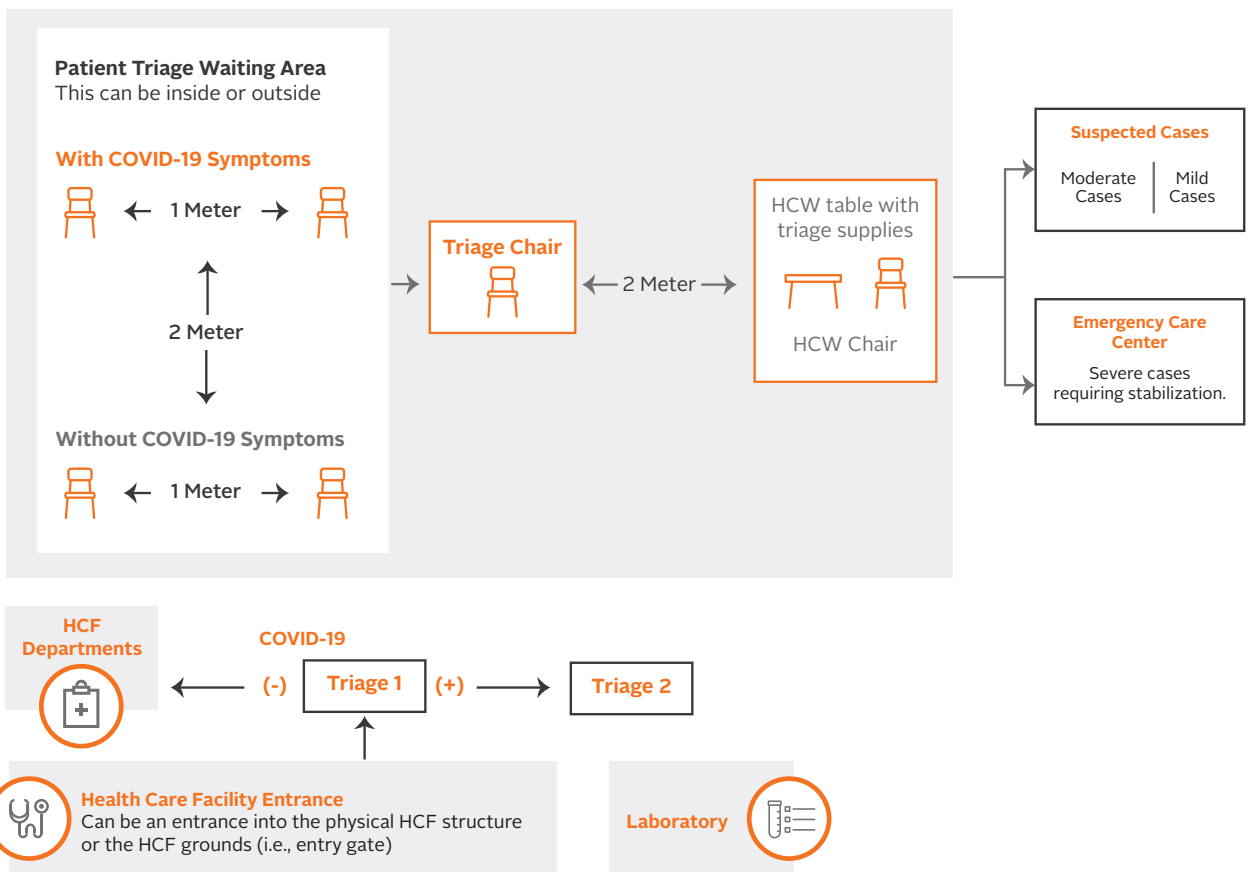 Patient Triage Waiting Area
This can be inside or outside
With COVID-19 Symptoms
1 Meter
2 Meter
Without COVID-19 Symptoms
1 Meter
Triage Chair
2 Meter
HCW table with
triage supplies
HCW Chair
Suspected Cases
Moderate
Cases
Mild
Cases
Emergency Care
Center
Severe cases
requiring stabilization.
HCF
Departments
COVID-19
(-)
Triage 1
(+)
Triage 2
Health Care Facility Entrance
Can be an entrance into the physical HCF structure
or the HCF grounds (i.e., entry gate)
Laboratory